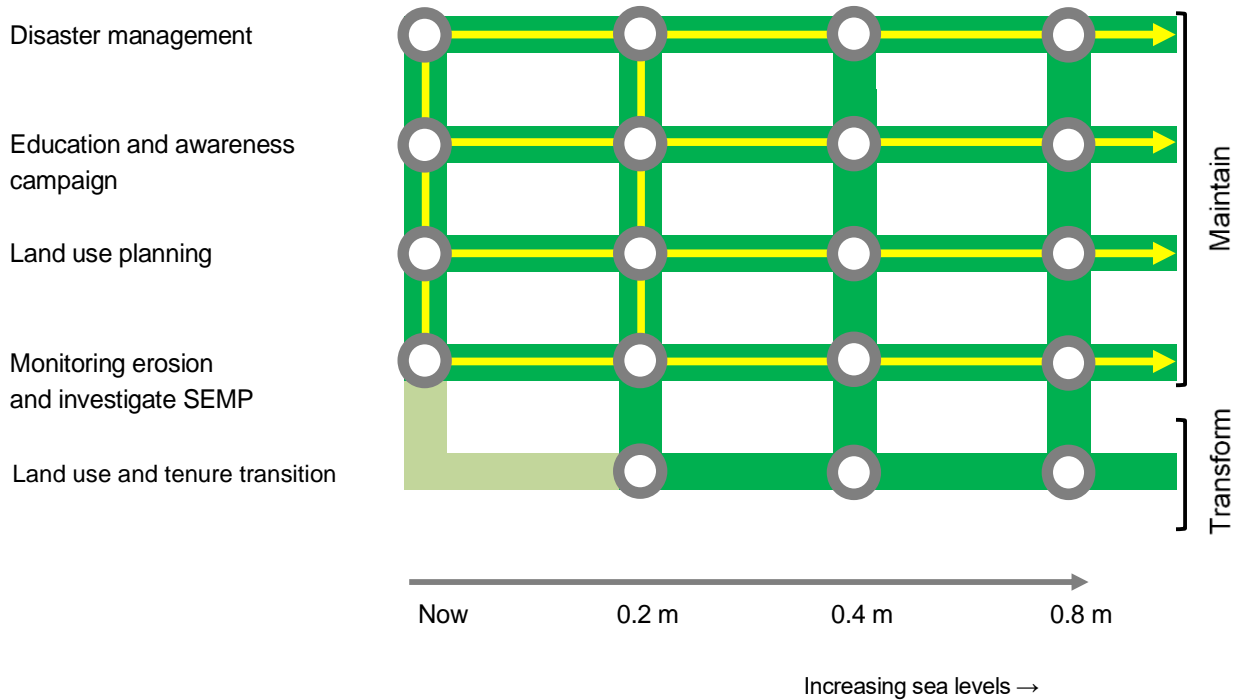 Disaster management
Education and awareness
campaign
Land use planning
Monitoring erosion
and investigate SEMP
Land use and tenure transition
Maintain
Transform
Now
0.2 m
0.4 m
0.8 m
Increasing sea levels →